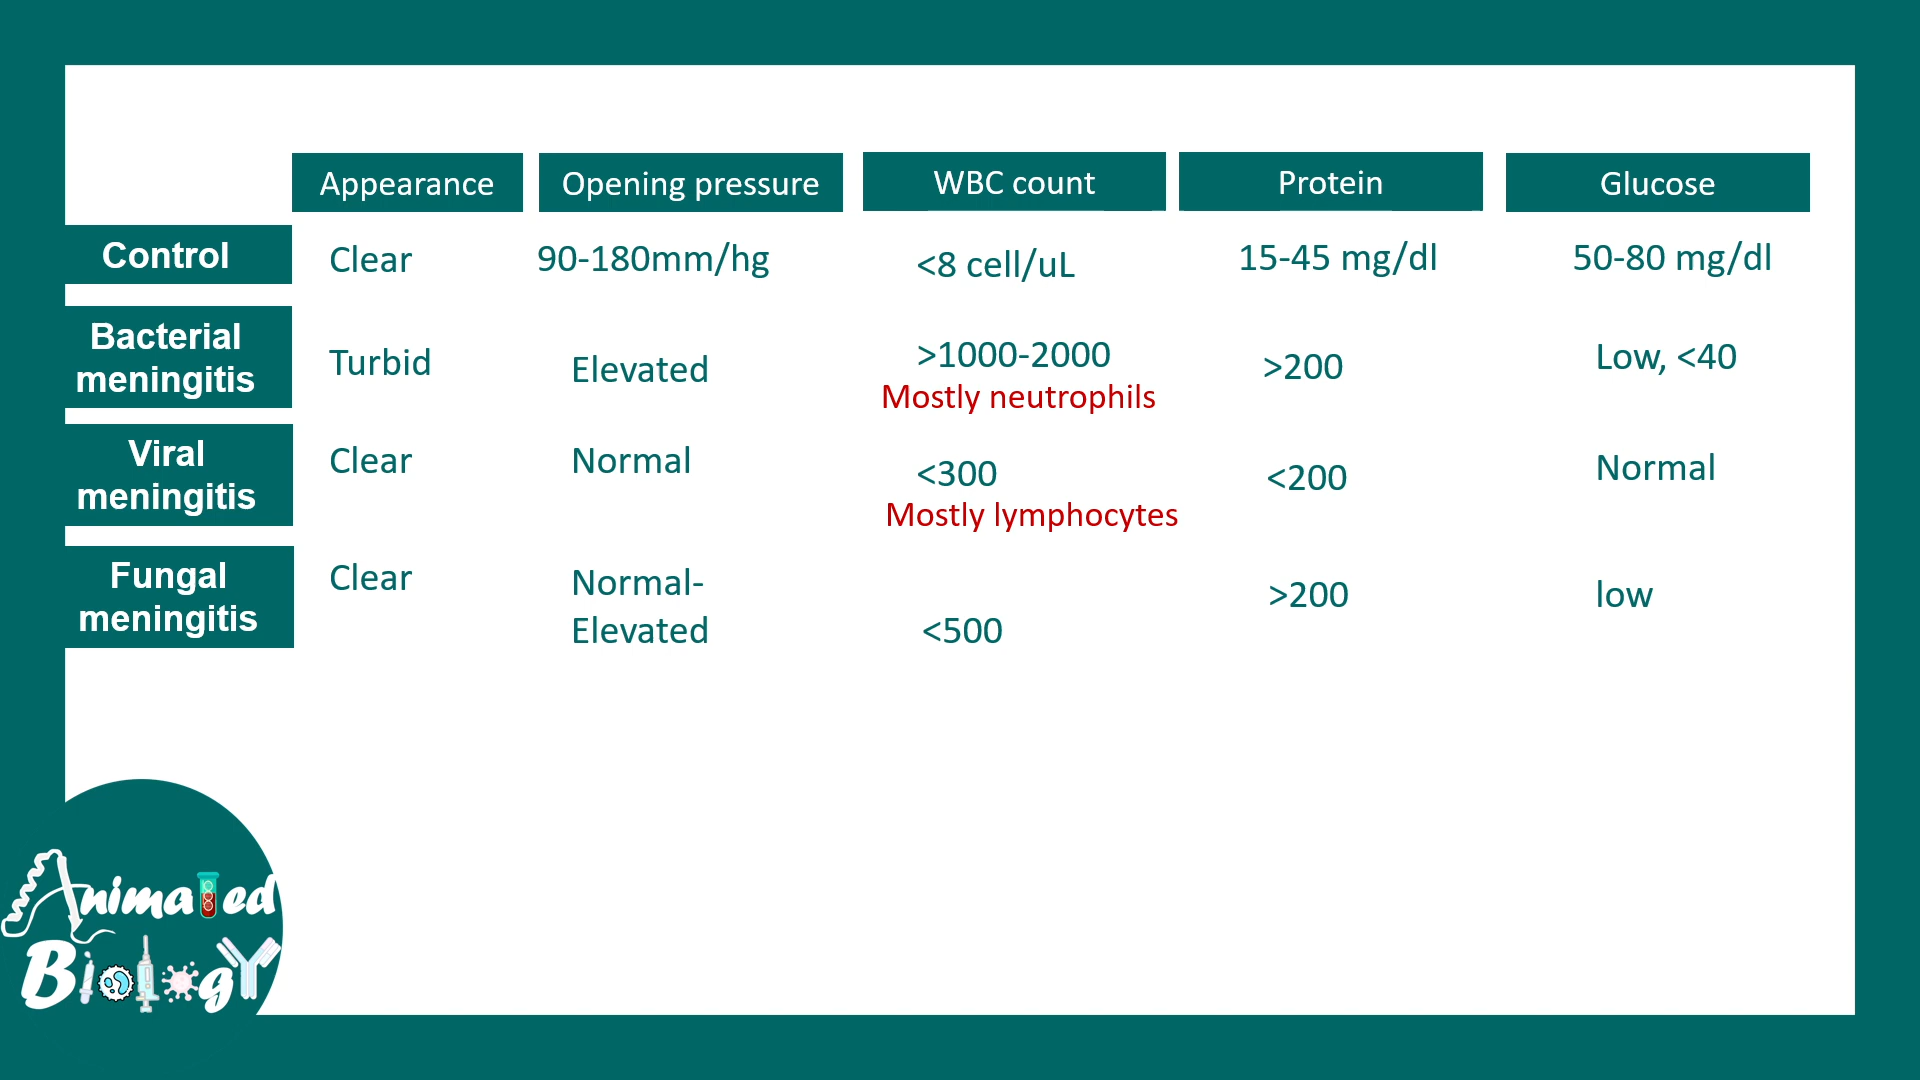 Appearance Opening pressure WBC count Protein Glucose
Control Clear 90-180mm/hg <8 cell/uL 15-45 mg/dl 50-80 mg/dl
Bacterial
meningitis
Turbid
Elevated
>1000-2000
Mostly neutrophils
>200
Low, <40
Viral
meningitis
Clear
Normal
<300
Mostly lymphocytes
<200
Normal
Fungal
meningitis
Clear
Normal-
Elevated
<500
>200
low
Animated
Biology